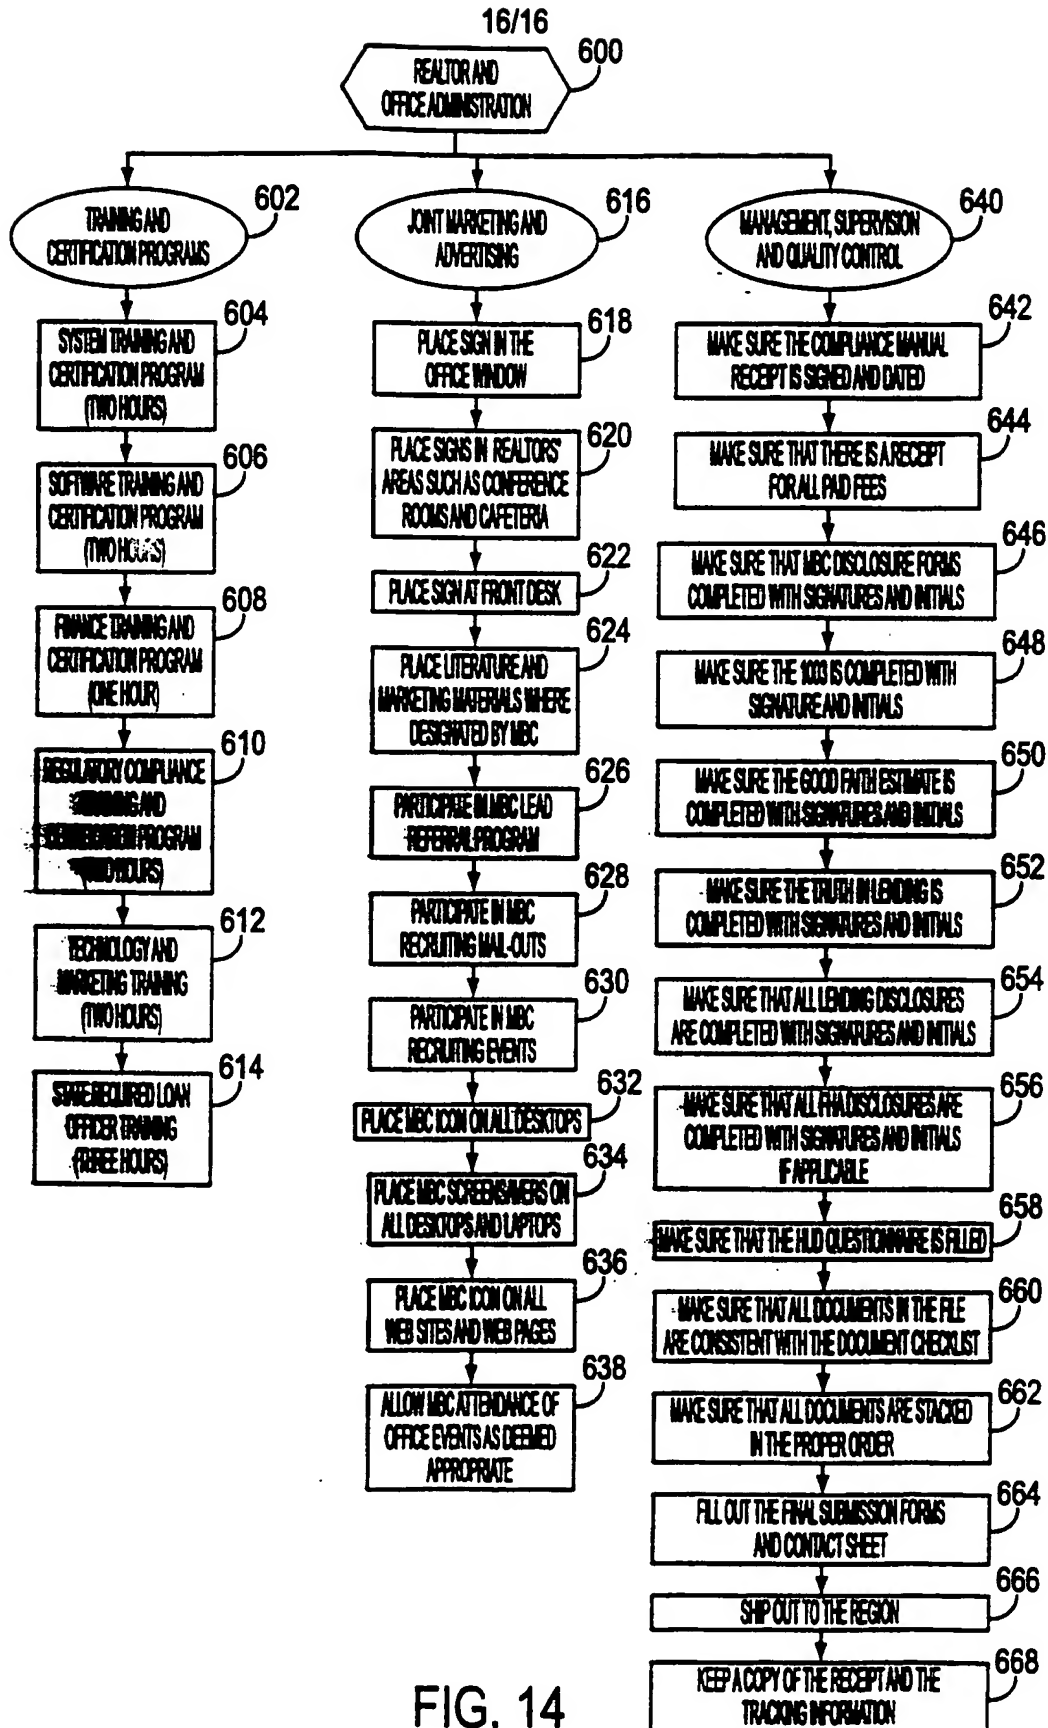 16/16
600
REALTOR AND
OFFICE ADMINISTRATION
602
TRAINING AND
CERTIFICATION PROGRAMS
604
SYSTEM TRAINING AND
CERTIFICATION PROGRAM
(TWO HOURS)
606
SOFTWARE TRAINING AND
CERTIFICATION PROGRAM
(TWO HOURS)
608
FINANCE TRAINING AND
CERTIFICATION PROGRAM
(ONE HOUR)
610
REGULATORY COMPLIANCE
TRAINING AND
CERTIFICATION PROGRAM
(TWO HOURS)
612
TECHNOLOGY AND
MARKETING TRAINING
(TWO HOURS)
614
STATE REQUIRED LOAN
OFFICER TRAINING
(THREE HOURS)
616
JOINT MARKETING AND
ADVERTISING
618
PLACE SIGN IN THE
OFFICE WINDOW
620
PLACE SIGNS IN REALTORS'
AREAS SUCH AS CONFERENCE
ROOMS AND CAFETERIA
622
PLACE SIGN AT FRONT DESK
624
PLACE LITERATURE AND
MARKETING MATERIALS WHERE
DESIGNATED BY MBC
626
PARTICIPATE IN MBC LEAD
REFERRAL PROGRAM
628
PARTICIPATE IN MBC
RECRUITING MAIL-OUTS
630
PARTICIPATE IN MBC
RECRUITING EVENTS
632
PLACE MBC ICON ON ALL DESKTOPS
634
PLACE MBC SCREENSAVERS ON
ALL DESKTOPS AND LAPTOPS
636
PLACE MBC ICON ON ALL
WEB SITES AND WEB PAGES
638
ALLOW MBC ATTENDANCE OF
OFFICE EVENTS AS DEEMED
APPROPRIATE
640
MANAGEMENT, SUPERVISION
AND QUALITY CONTROL
642
MAKE SURE THE COMPLIANCE MANUAL
RECEIPT IS SIGNED AND DATED
644
MAKE SURE THAT THERE IS A RECEIPT
FOR ALL PAID FEES
646
MAKE SURE THAT MBC DISCLOSURE FORMS
COMPLETED WITH SIGNATURES AND INITIALS
648
MAKE SURE THE 1003 IS COMPLETED WITH
SIGNATURE AND INITIALS
650
MAKE SURE THE GOOD FAITH ESTIMATE IS
COMPLETED WITH SIGNATURES AND INITIALS
652
MAKE SURE THE TRUTH IN LENDING IS
COMPLETED WITH SIGNATURES AND INITIALS
654
MAKE SURE THAT ALL LENDING DISCLOSURES
ARE COMPLETED WITH SIGNATURES AND INITIALS
656
MAKE SURE THAT ALL FHA DISCLOSURES ARE
COMPLETED WITH SIGNATURES AND INITIALS
IF APPLICABLE
658
MAKE SURE THAT THE HUD QUESTIONNAIRE IS FILLED
660
MAKE SURE THAT ALL DOCUMENTS IN THE FILE
ARE CONSISTENT WITH THE DOCUMENT CHECKLIST
662
MAKE SURE THAT ALL DOCUMENTS ARE STACKED
IN THE PROPER ORDER
664
FILL OUT THE FINAL SUBMISSION FORMS
AND CONTACT SHEET
666
SHIP OUT TO THE REGION
668
KEEP A COPY OF THE RECEIPT AND THE
TRACKING INFORMATION
FIG. 14